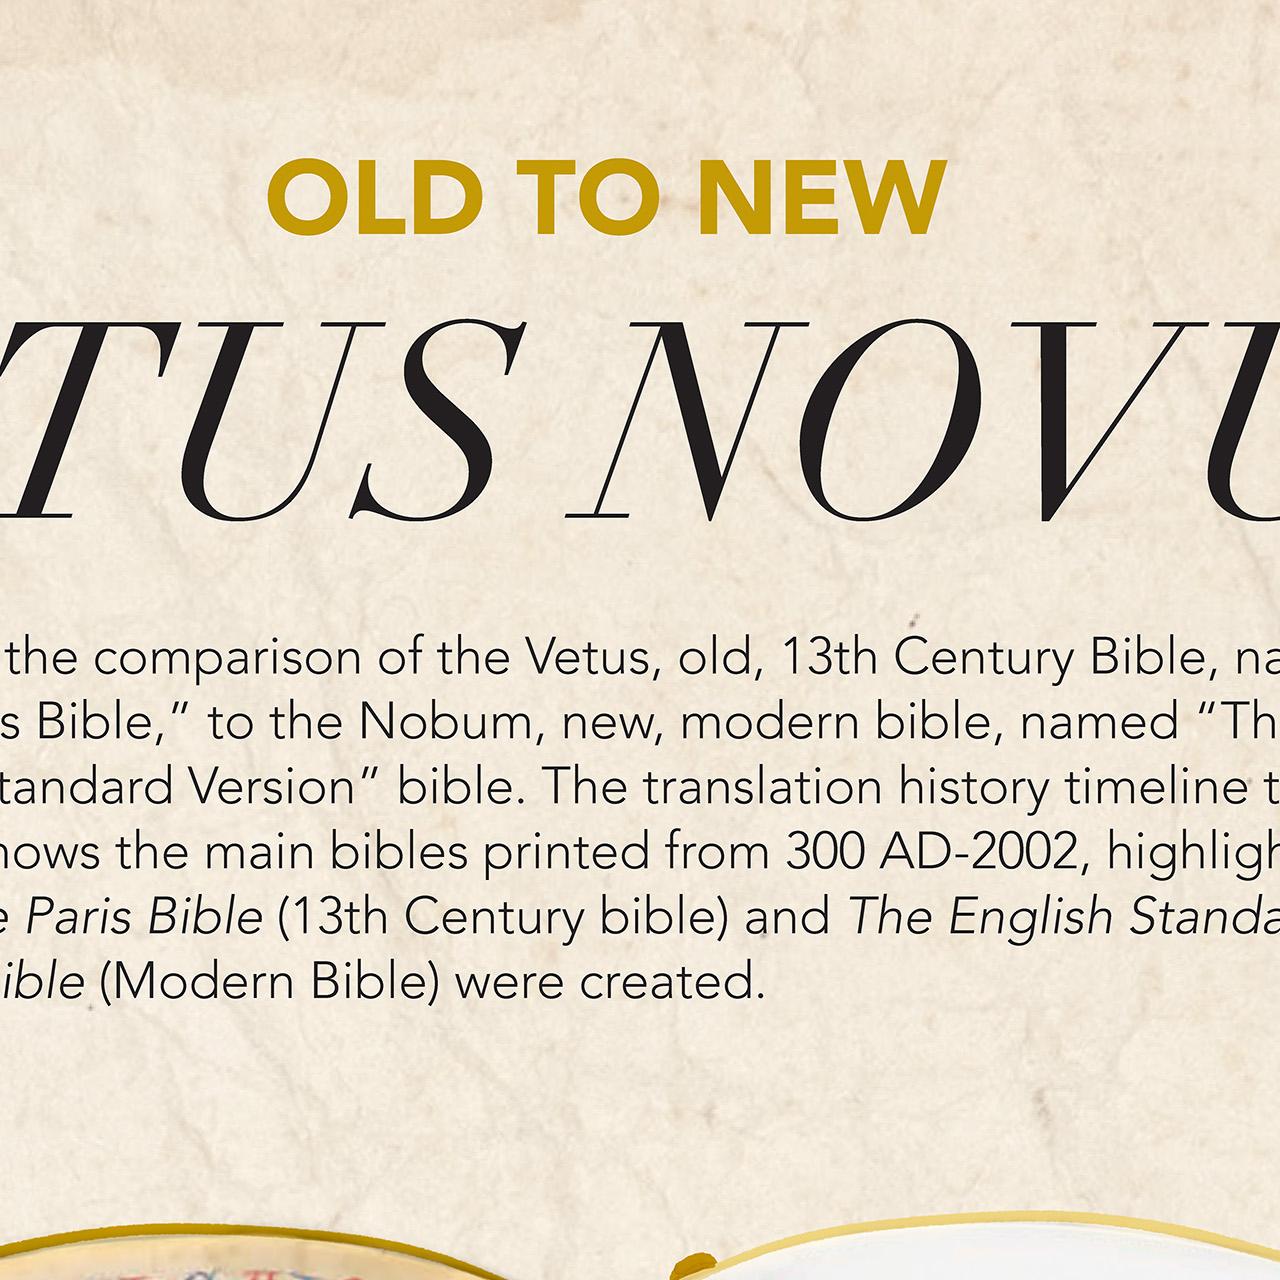 OLD TO NEW
TUS NOVU
the comparison of the Vetus, old, 13th Century Bible, na
s Bible,” to the Nobum, new, modern bible, named “Th
tandard Version” bible. The translation history timeline t
hows the main bibles printed from 300 AD-2002, highligh
e Paris Bible (13th Century bible) and The English Standa
ible (Modern Bible) were created.